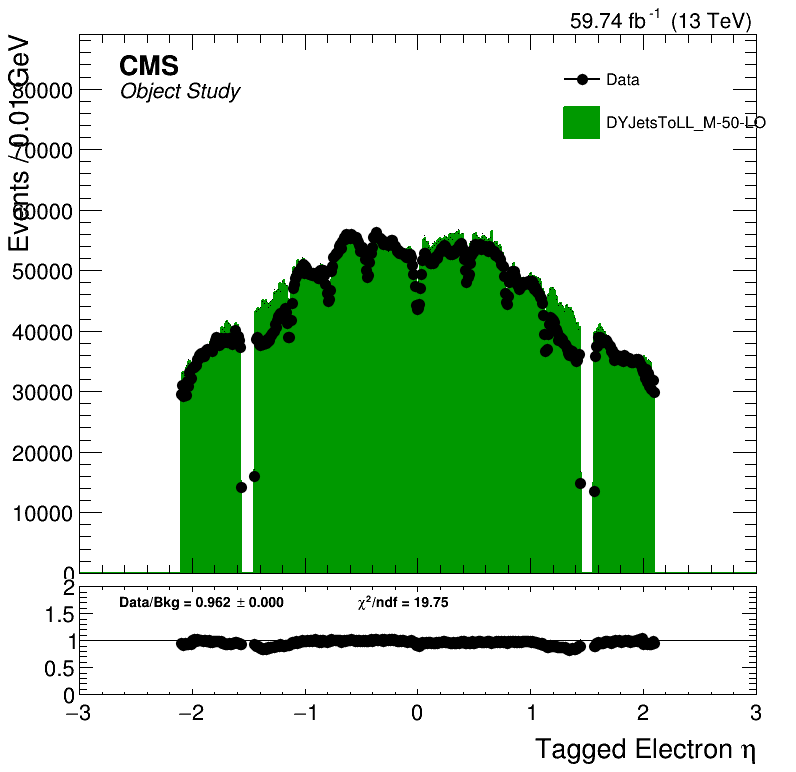 59.74 fb⁻¹ (13 TeV)
CMS
Object Study
Data
DYJetsToLL_M-50-LO
Events / 0.01 GeV
80000
70000
60000
50000
40000
30000
20000
10000
0
Data/Bkg = 0.962 ± 0.000
χ²/ndf = 19.75
2
1.5
1
0.5
0
−3 −2 −1 0 1 2 3
Tagged Electron η